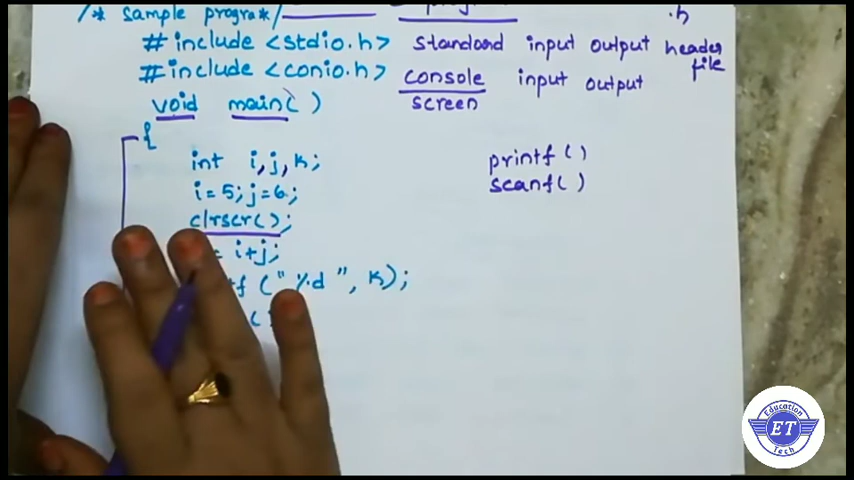 /* sample progra*/
.h
# include <stdio.h> standard input output header file
# include <conio.h> console input output
screen
void main( )
{
int i, j, k;
printf ( )
i = 5; j = 6;
scanf( )
clrscr( );
= i+j;
f (" %d ", k);
(
Education
ET
Tech